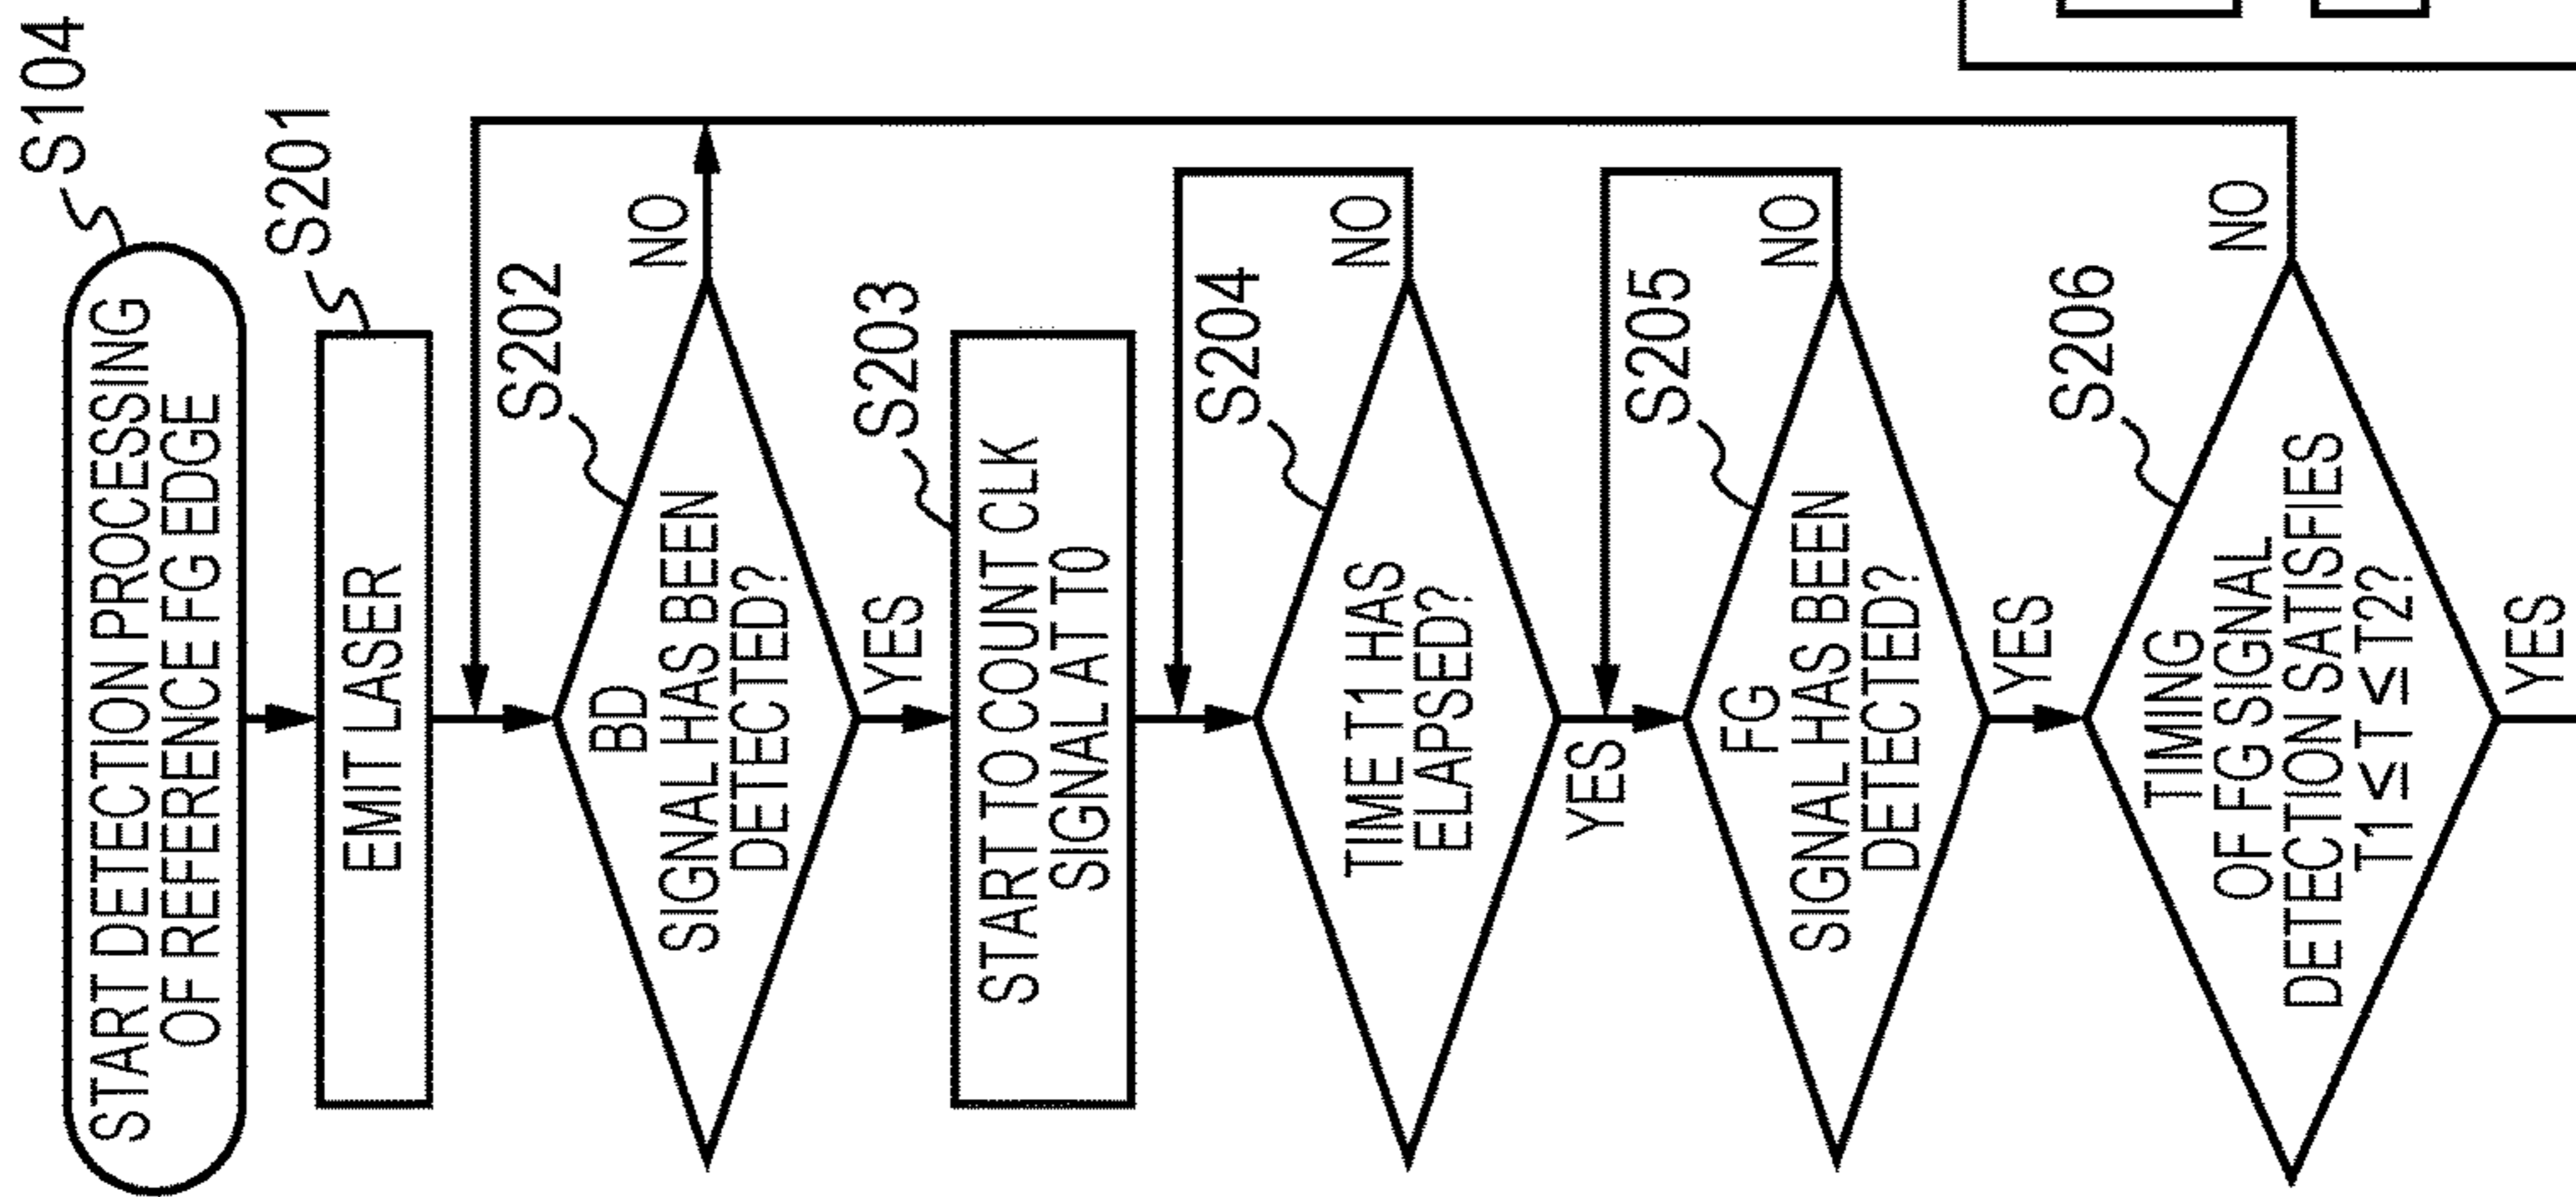 S104
START DETECTION PROCESSING
OF REFERENCE FG EDGE
S201
EMIT LASER
S202
BD
SIGNAL HAS BEEN
DETECTED?
NO
YES
S203
START TO COUNT CLK
SIGNAL AT T0
S204
TIME T1 HAS
ELAPSED?
NO
YES
S205
FG
SIGNAL HAS BEEN
DETECTED?
NO
YES
S206
TIMING
OF FG SIGNAL
DETECTION SATISFIES
T1 ≤ T ≤ T2?
NO
YES